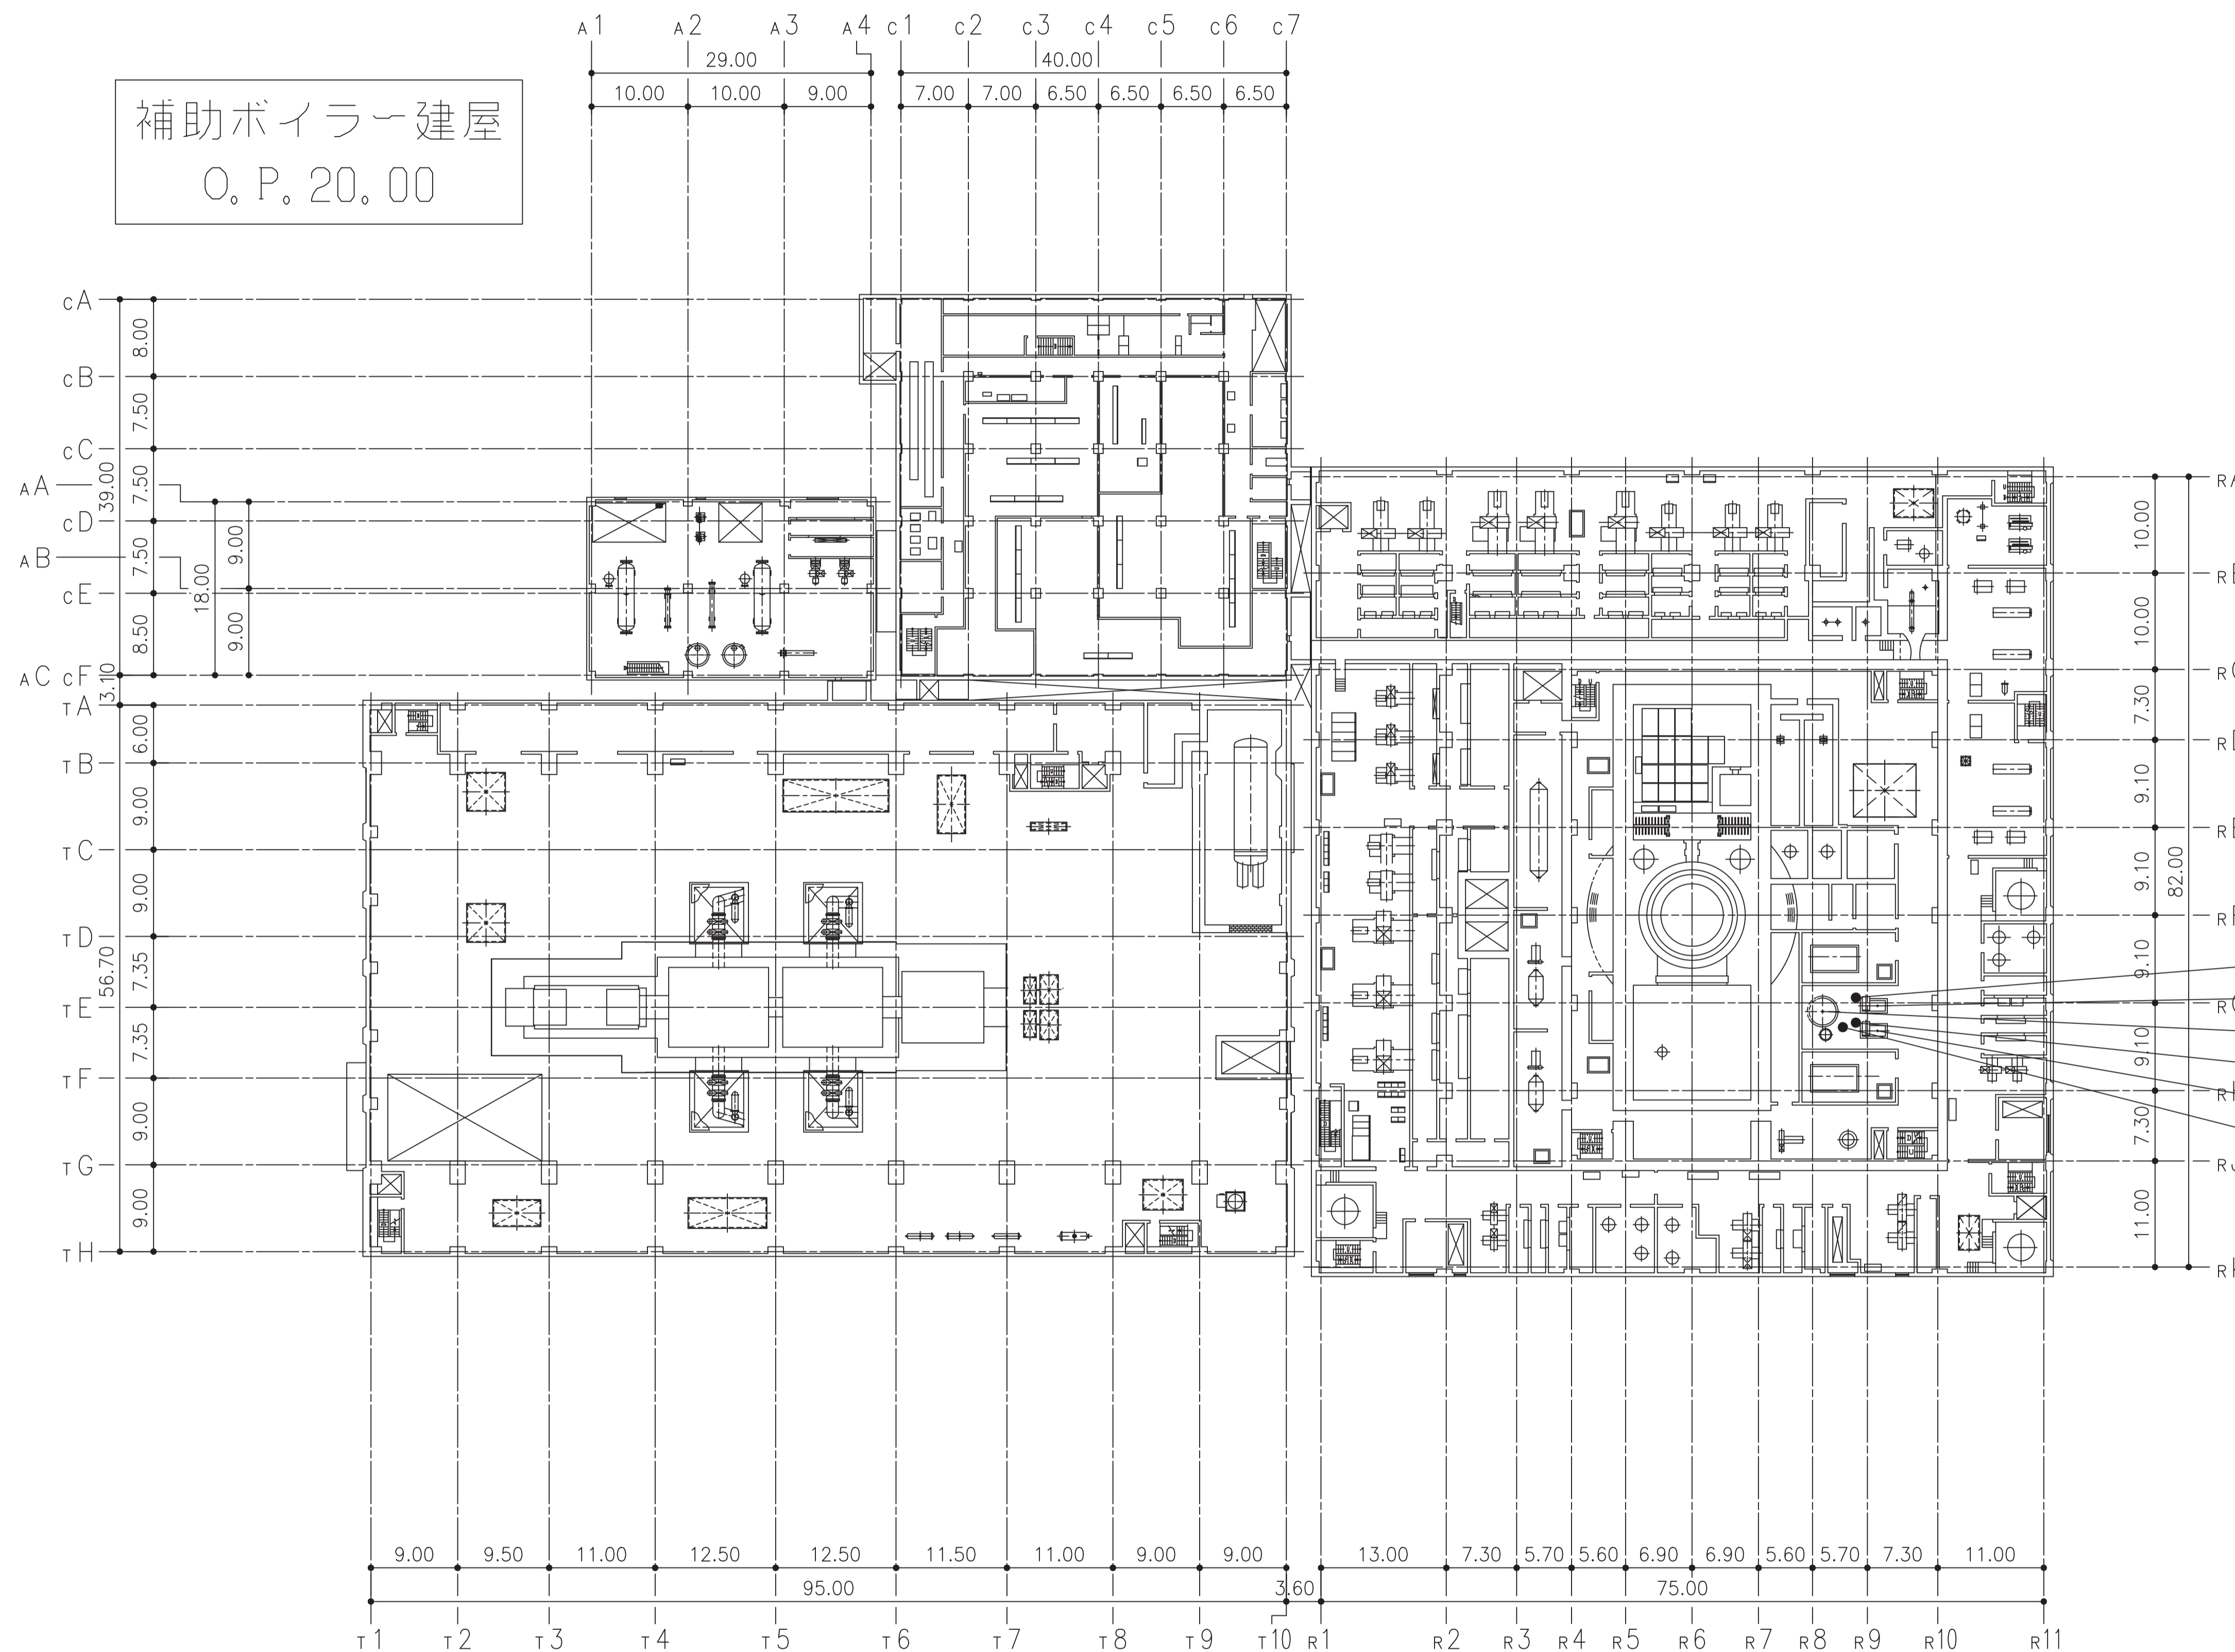 A1 A2 A3 A4 C1 C2 C3 C4 C5 C6 C7
29.00 40.00
10.00 10.00 9.00 7.00 7.00 6.50 6.50 6.50 6.50
補助ボイラー建屋
O.P.20.00
cA
8.00
cB
7.50
cC
39.00
7.50
AA
cD
9.00
7.50
AB
18.00
cE
9.00
8.50
AC cF
3.10
TA
6.00
TB
9.00
TC
9.00
TD
56.70
7.35
TE
7.35
TF
9.00
TG
9.00
TH
10.00
10.00
RC
7.30
9.10
82.00
9.10
9.10
9.10
7.30
11.00
9.00 9.50 11.00 12.50 12.50 11.50 11.00 9.00 9.00 13.00 7.30 5.70 5.60 6.90 6.90 5.60 5.70 7.30 11.00
95.00 3.60 75.00
T1 T2 T3 T4 T5 T6 T7 T8 T9 T10 R1 R2 R3 R4 R5 R6 R7 R8 R9 R10 R11